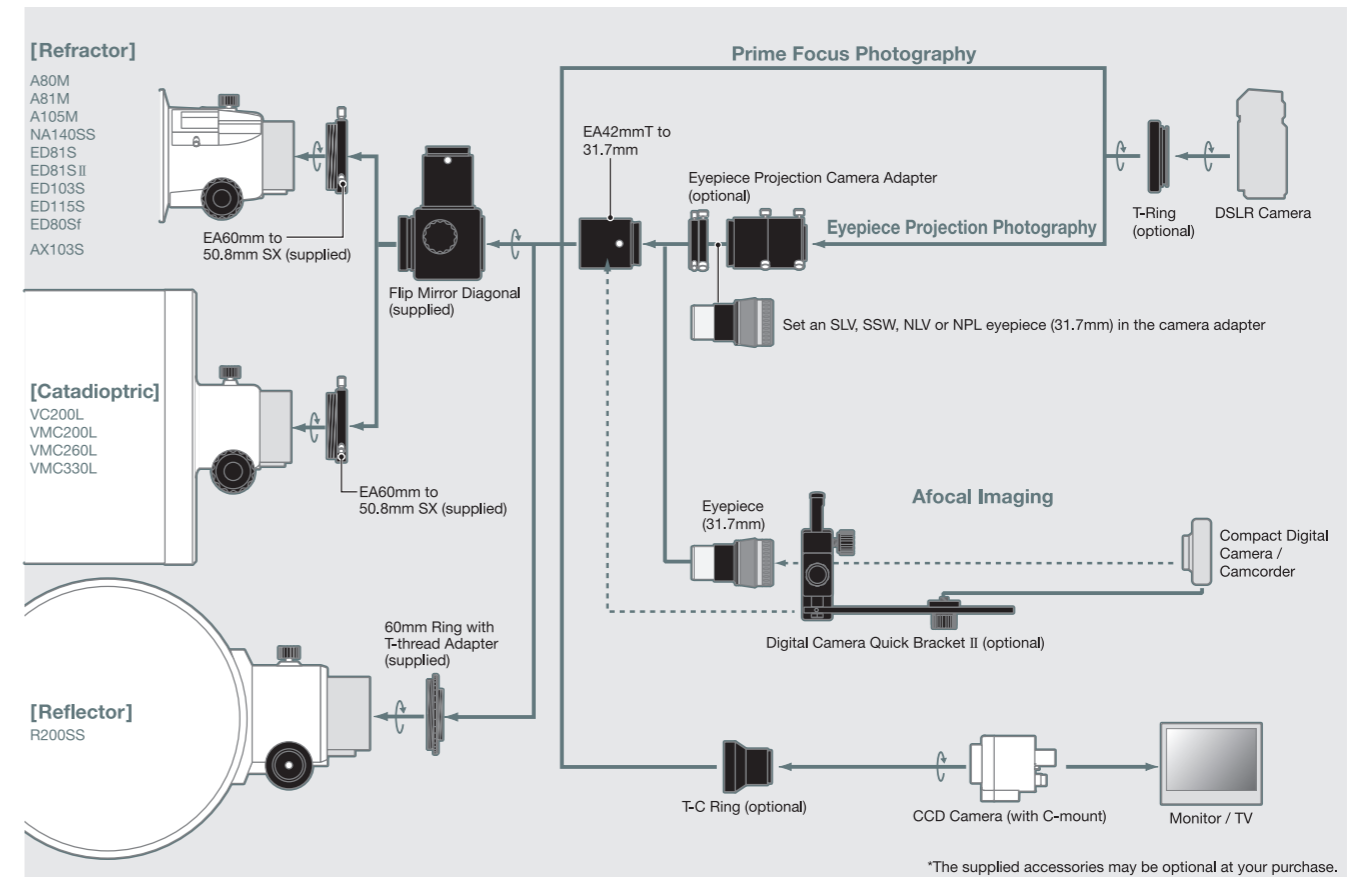 [Refractor]
A80M
A81M
A105M
NA140SS
ED81S
ED81SⅡ
ED103S
ED115S
ED80Sf
AX103S
EA60mm to
50.8mm SX (supplied)
Flip Mirror Diagonal
(supplied)
Prime Focus Photography
EA42mmT to
31.7mm
Eyepiece Projection Camera Adapter
(optional)
Eyepiece Projection Photography
T-Ring
(optional)
DSLR Camera
Set an SLV, SSW, NLV or NPL eyepiece (31.7mm) in the camera adapter
[Catadioptric]
VC200L
VMC200L
VMC260L
VMC330L
EA60mm to
50.8mm SX (supplied)
Afocal Imaging
Eyepiece
(31.7mm)
Compact Digital
Camera /
Camcorder
Digital Camera Quick Bracket Ⅱ (optional)
[Reflector]
R200SS
60mm Ring with
T-thread Adapter
(supplied)
T-C Ring (optional)
CCD Camera (with C-mount)
Monitor / TV
*The supplied accessories may be optional at your purchase.